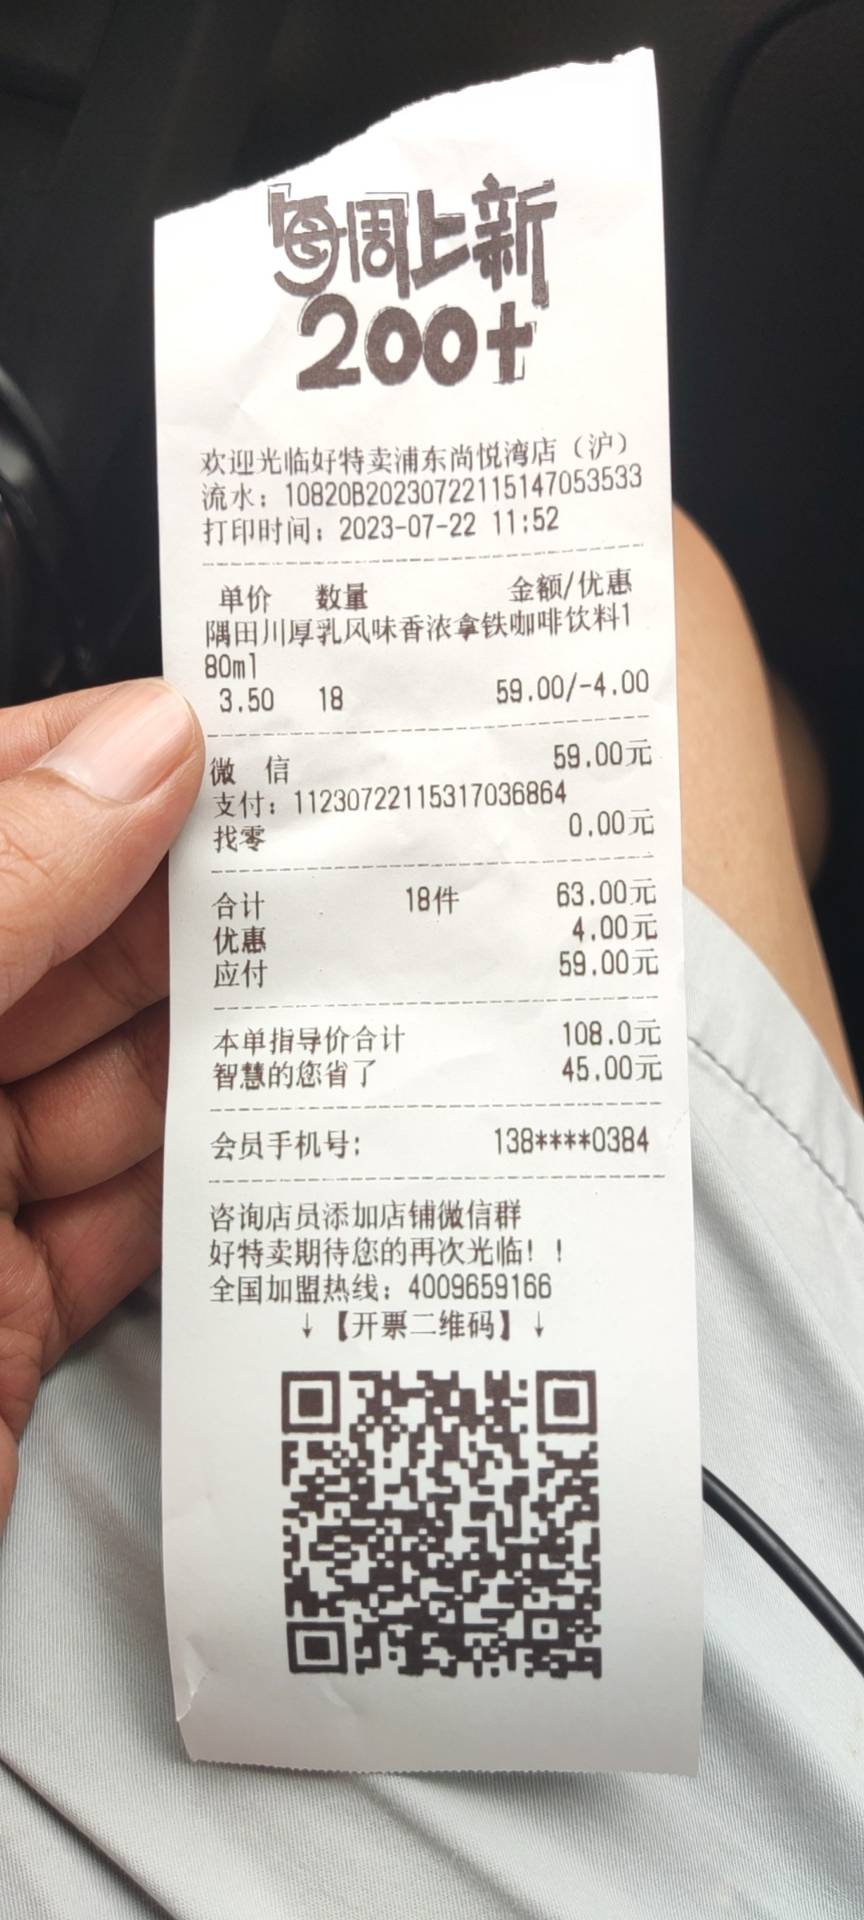 每周上新
200+
欢迎光临好特卖浦东尚悦湾店（沪）
流水：10820B20230722115147053533
打印时间：2023-07-22 11:52
单价 数量 金额/优惠
隅田川厚乳风味香浓拿铁咖啡饮料1
80ml
3.50 18 59.00/-4.00
微 信 59.00元
支付：112307221153170368​64
找零 0.00元
合计 18件 63.00元
优惠 4.00元
应付 59.00元
本单指导价合计 108.0元
智慧的您省了 45.00元
会员手机号： 138****0384
咨询店员添加店铺微信群
好特卖期待您的再次光临！！
全国加盟热线：4009659166
↓【开票二维码】↓